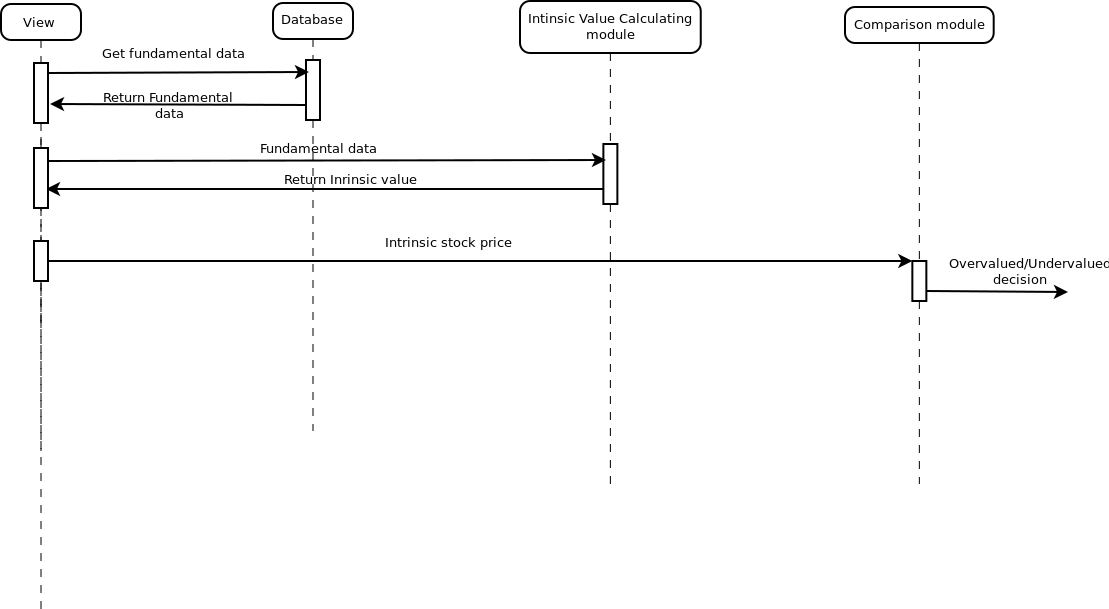 View
Database
Intinsic Value Calculating
module
Comparison module
Get fundamental data
Return Fundamental
data
Fundamental data
Return Inrinsic value
Intrinsic stock price
Overvalued/Undervalued
decision